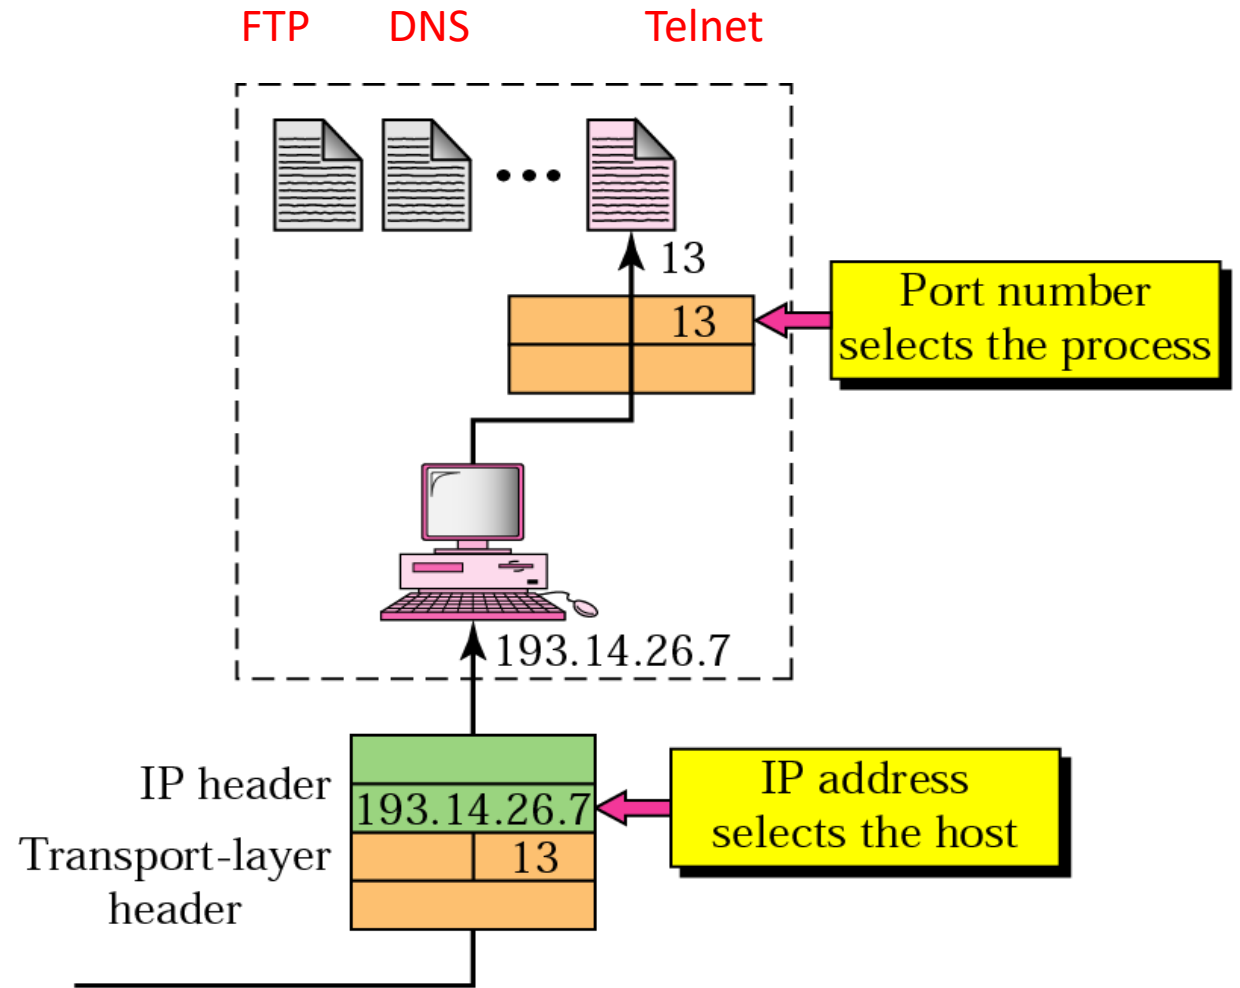 FTP
DNS
Telnet
13
13
Port number
selects the process
193.14.26.7
IP header
193.14.26.7
IP address
selects the host
Transport-layer
header
13